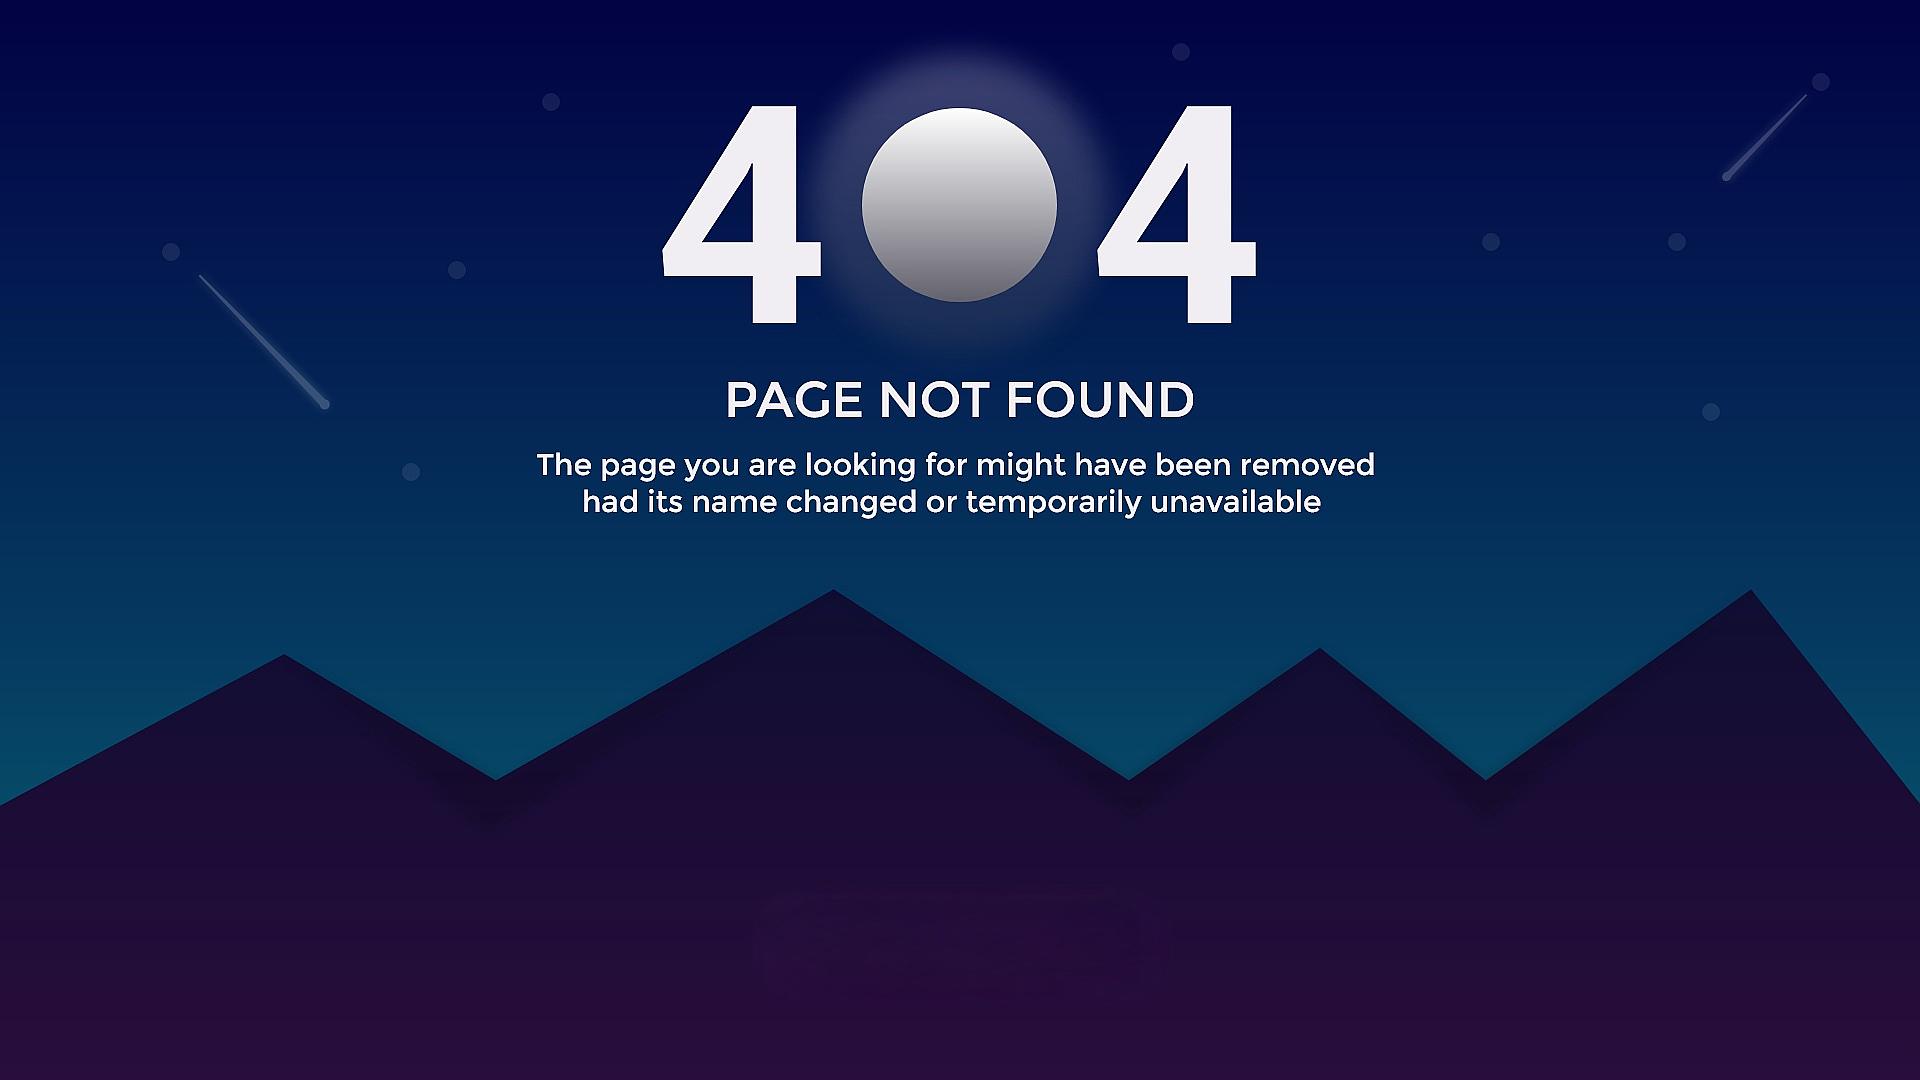 404
PAGE NOT FOUND
The page you are looking for might have been removed
had its name changed or temporarily unavailable